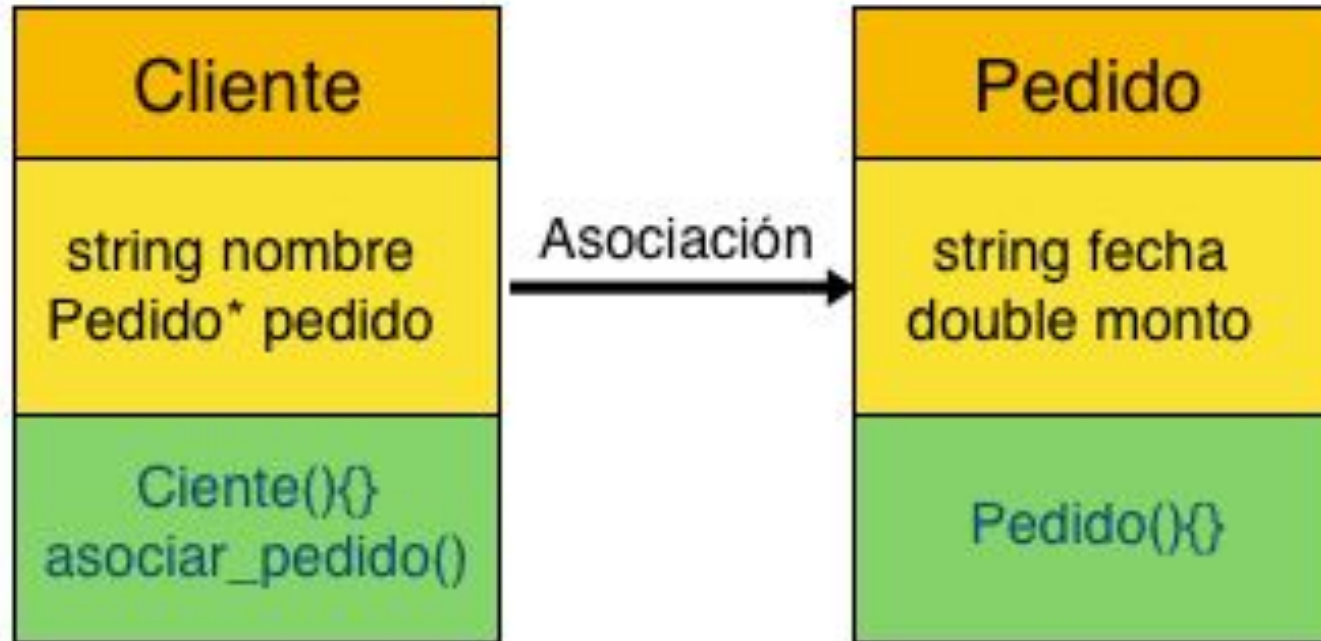 Cliente
string nombre
Pedido* pedido
Ciente(){}
asociar_pedido()
Asociación
Pedido
string fecha
double monto
Pedido(){}